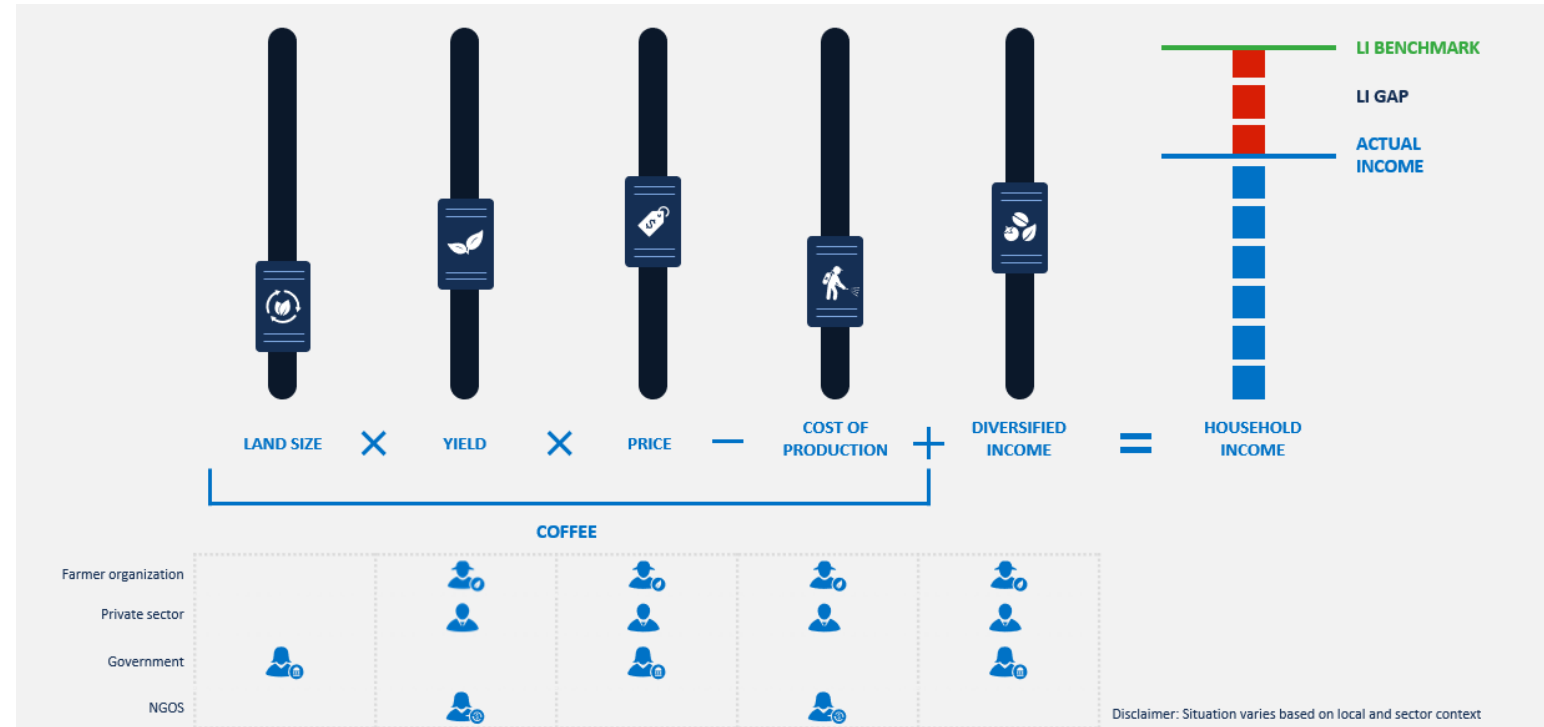 LI BENCHMARK
LI GAP
ACTUAL
INCOME
$
LAND SIZE × YIELD × PRICE — COST OF
PRODUCTION + DIVERSIFIED
INCOME = HOUSEHOLD
INCOME
COFFEE
Farmer organization
Private sector
Government
NGOS
Disclaimer: Situation varies based on local and sector context